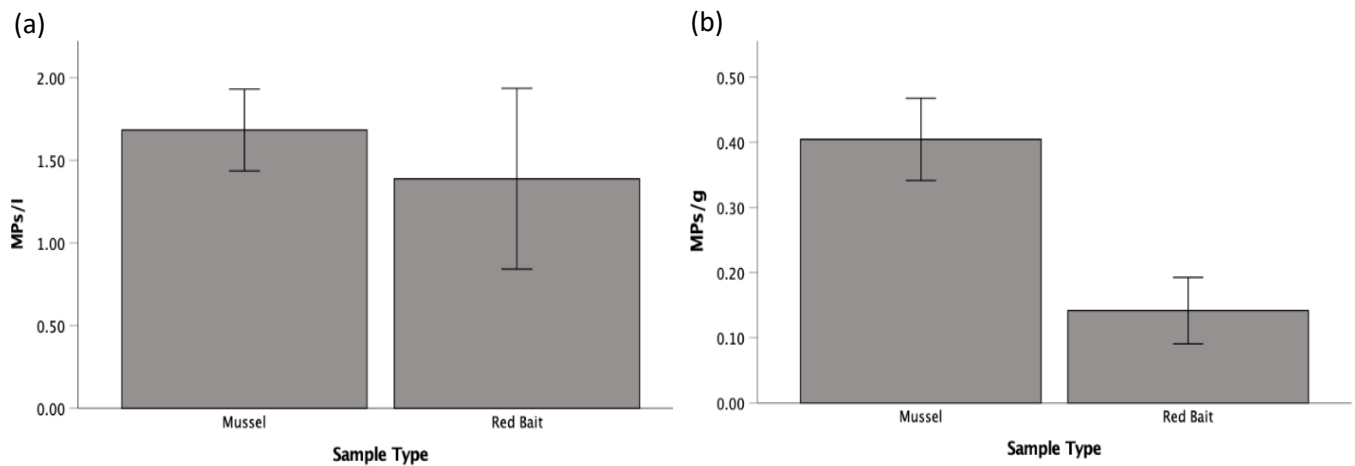 (a)
2.00
1.50
1.00
0.50
0.00
MPs/l
Mussel
Red Bait
Sample Type
(b)
0.50
0.40
0.30
0.20
0.10
0.00
MPs/g
Mussel
Red Bait
Sample Type